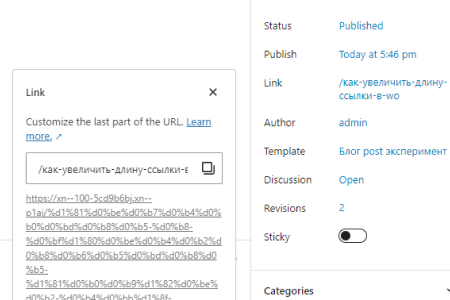 Link
Customize the last part of the URL. Learn
more. ↗
/как-увеличить-длину-ссылки-в
https://xn--100-5cd9b6bj.xn--
p1ai/%d1%81%d0%be%d0%b7%d0%b4%d0%
b0%d0%bd%d0%b8%d0%b5-%d0%b8-
%d0%bf%d1%80%d0%be%d0%b4%d0%b2%d
0%b8%d0%b6%d0%b5%d0%bd%d0%b8%d0
%b5-
%d1%81%d0%b0%d0%b9%d1%82%d0%be%
d0%b2-%d0%b4%d0%bb%d1%8f-
Status Published
Publish Today at 5:46 pm
Link /как-увеличить-длину-
ссылки-в-wo
Author admin
Template Блог post эксперимент
Discussion Open
Revisions 2
Sticky
Categories